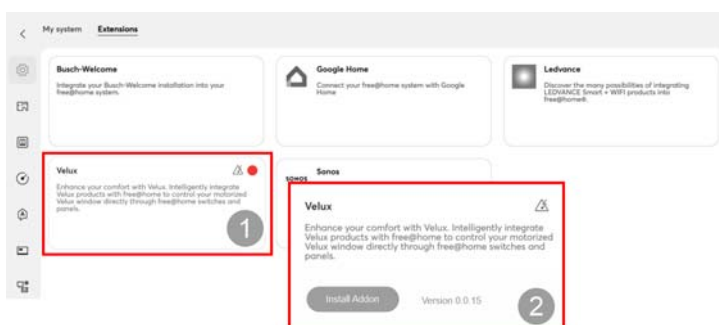 My system Extensions
Busch-Welcome
Integrate your Busch-Welcome installation into your
free@home system.
Google Home
Connect your free@home system with Google
Home
Ledvance
Discover the many possibilities of integrating
LEDVANCE Smart + WIFI products into
free@home®.
Velux
Enhance your comfort with Velux. Intelligently integrate
Velux products with free@home to control your motorized
Velux window directly through free@home switches and
panels.
1
SONOS
Sonos
Velux
Enhance your comfort with Velux. Intelligently integrate
Velux products with free@home to control your motorized
Velux window directly through free@home switches and
panels.
Install Addon Version 0.0.15
2